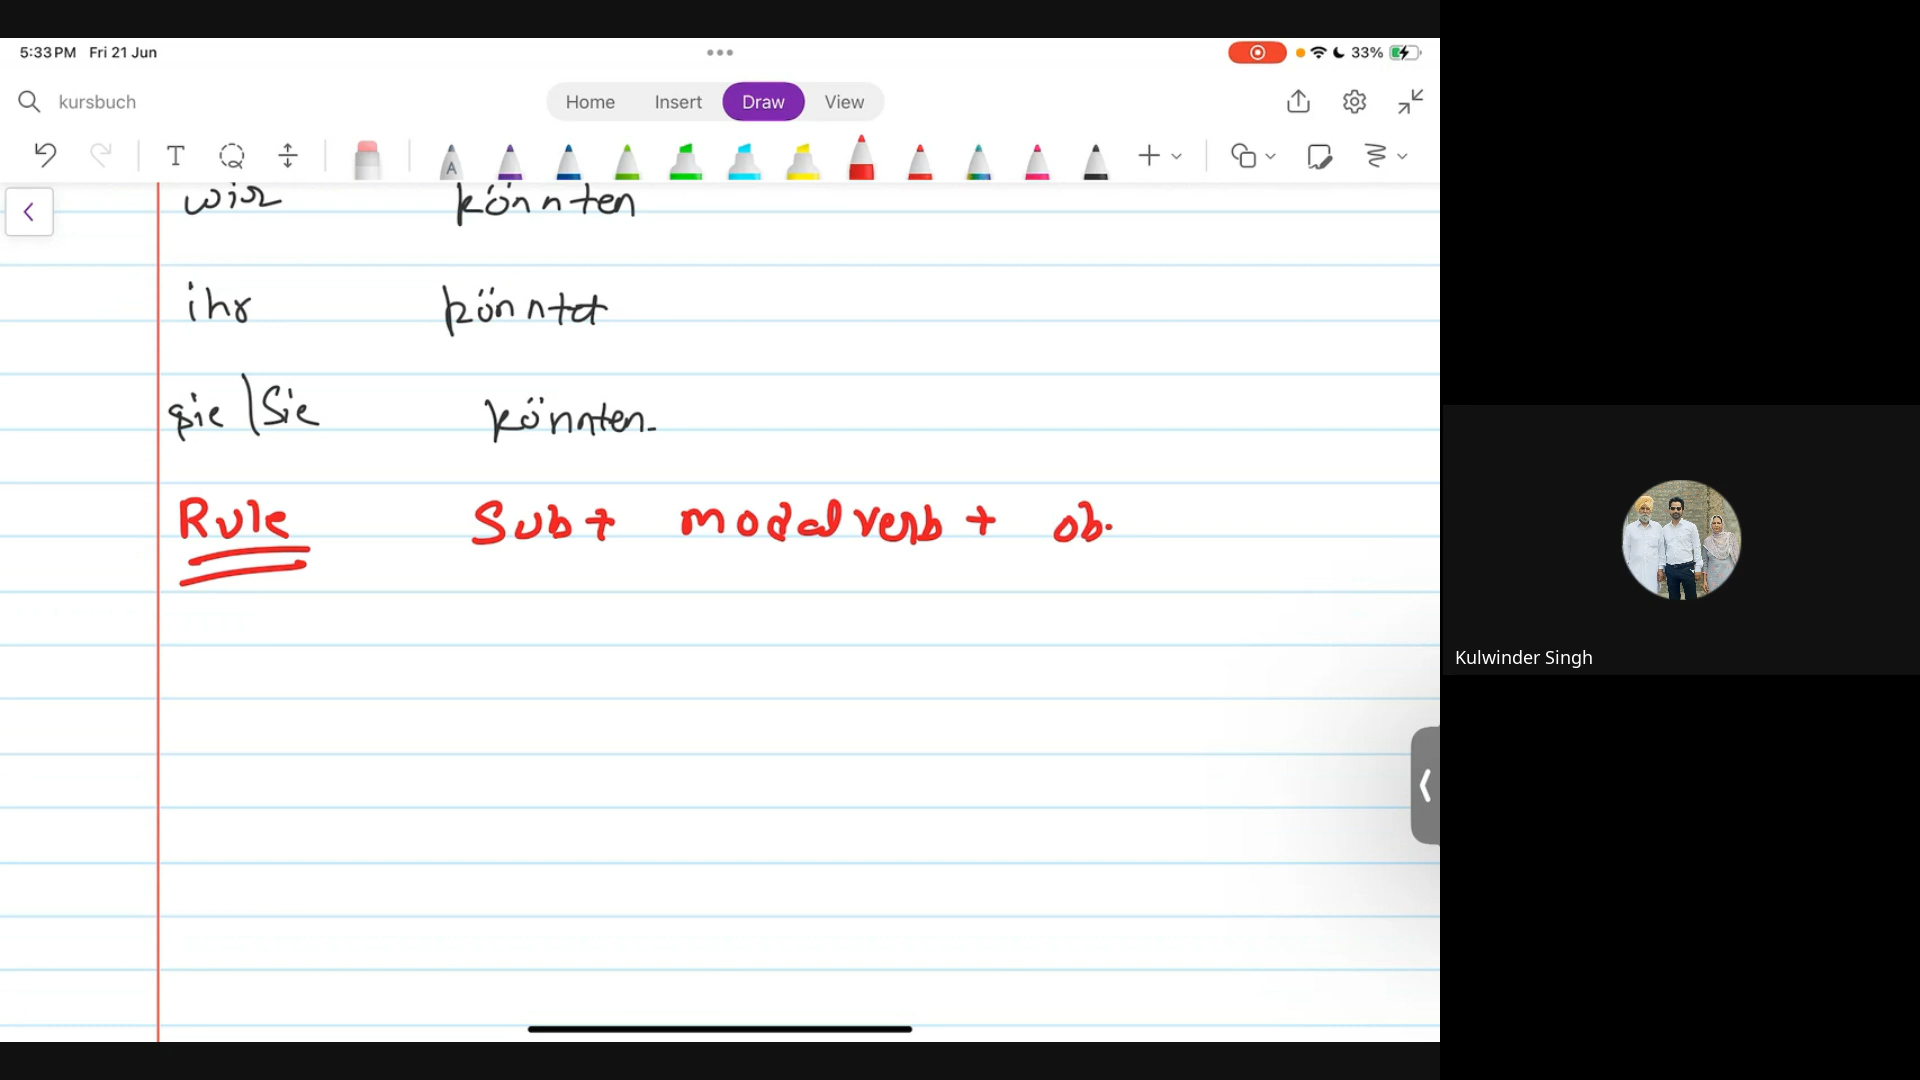 5:33 PM Fri 21 Jun
33%
kursbuch
Home Insert Draw View
T
A
wir könnten
ihr könntet
sie | Sie könnten.
Rule Sub + modal verb + ob.
Kulwinder Singh